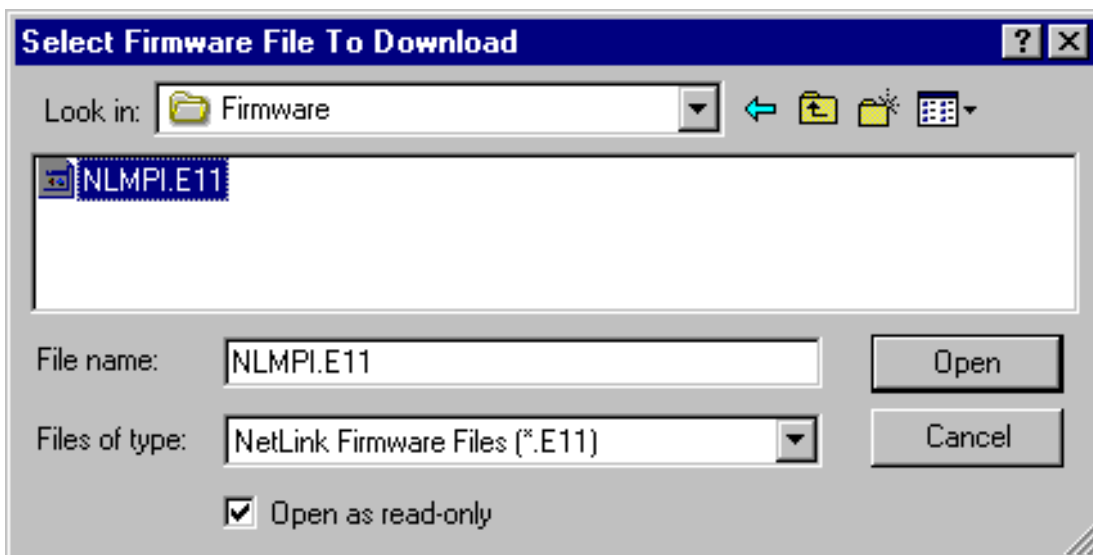 Select Firmware File To Download
Look in: Firmware
NLMPI.E11
File name: NLMPI.E11
Open
Files of type: NetLink Firmware Files (*.E11)
Cancel
Open as read-only